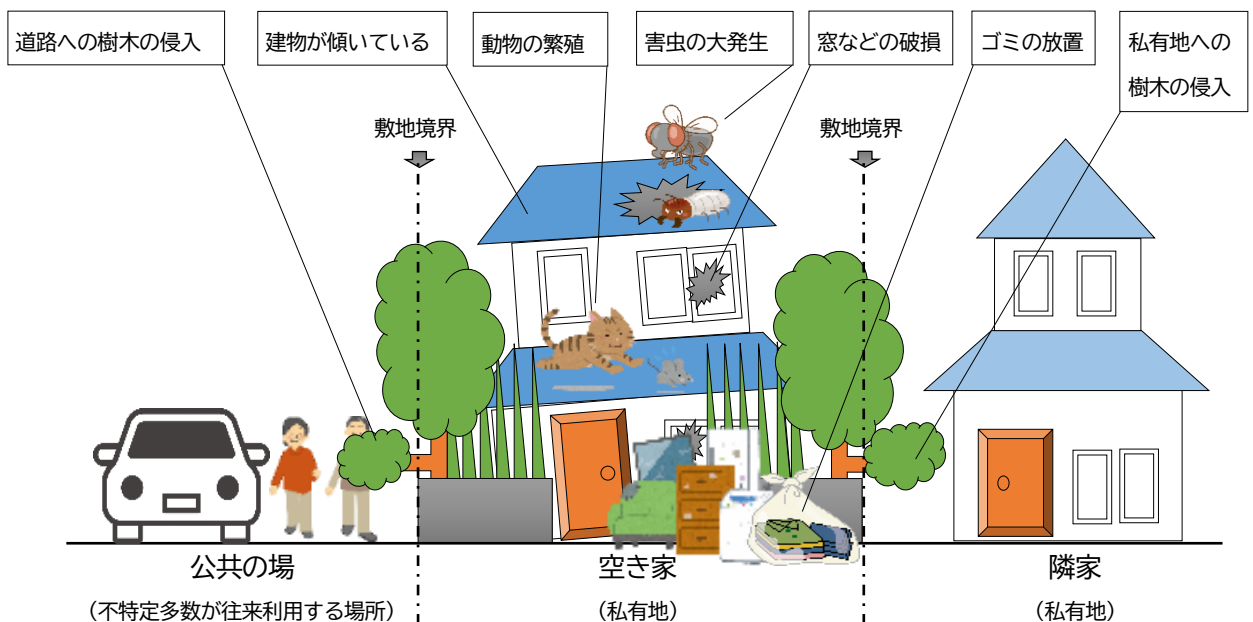 道路への樹木の侵入
建物が傾いている
動物の繁殖
害虫の大発生
窓などの破損
ゴミの放置
私有地への
樹木の侵入
敷地境界
敷地境界
公共の場
空き家
隣家
（不特定多数が往来利用する場所）
（私有地）
（私有地）